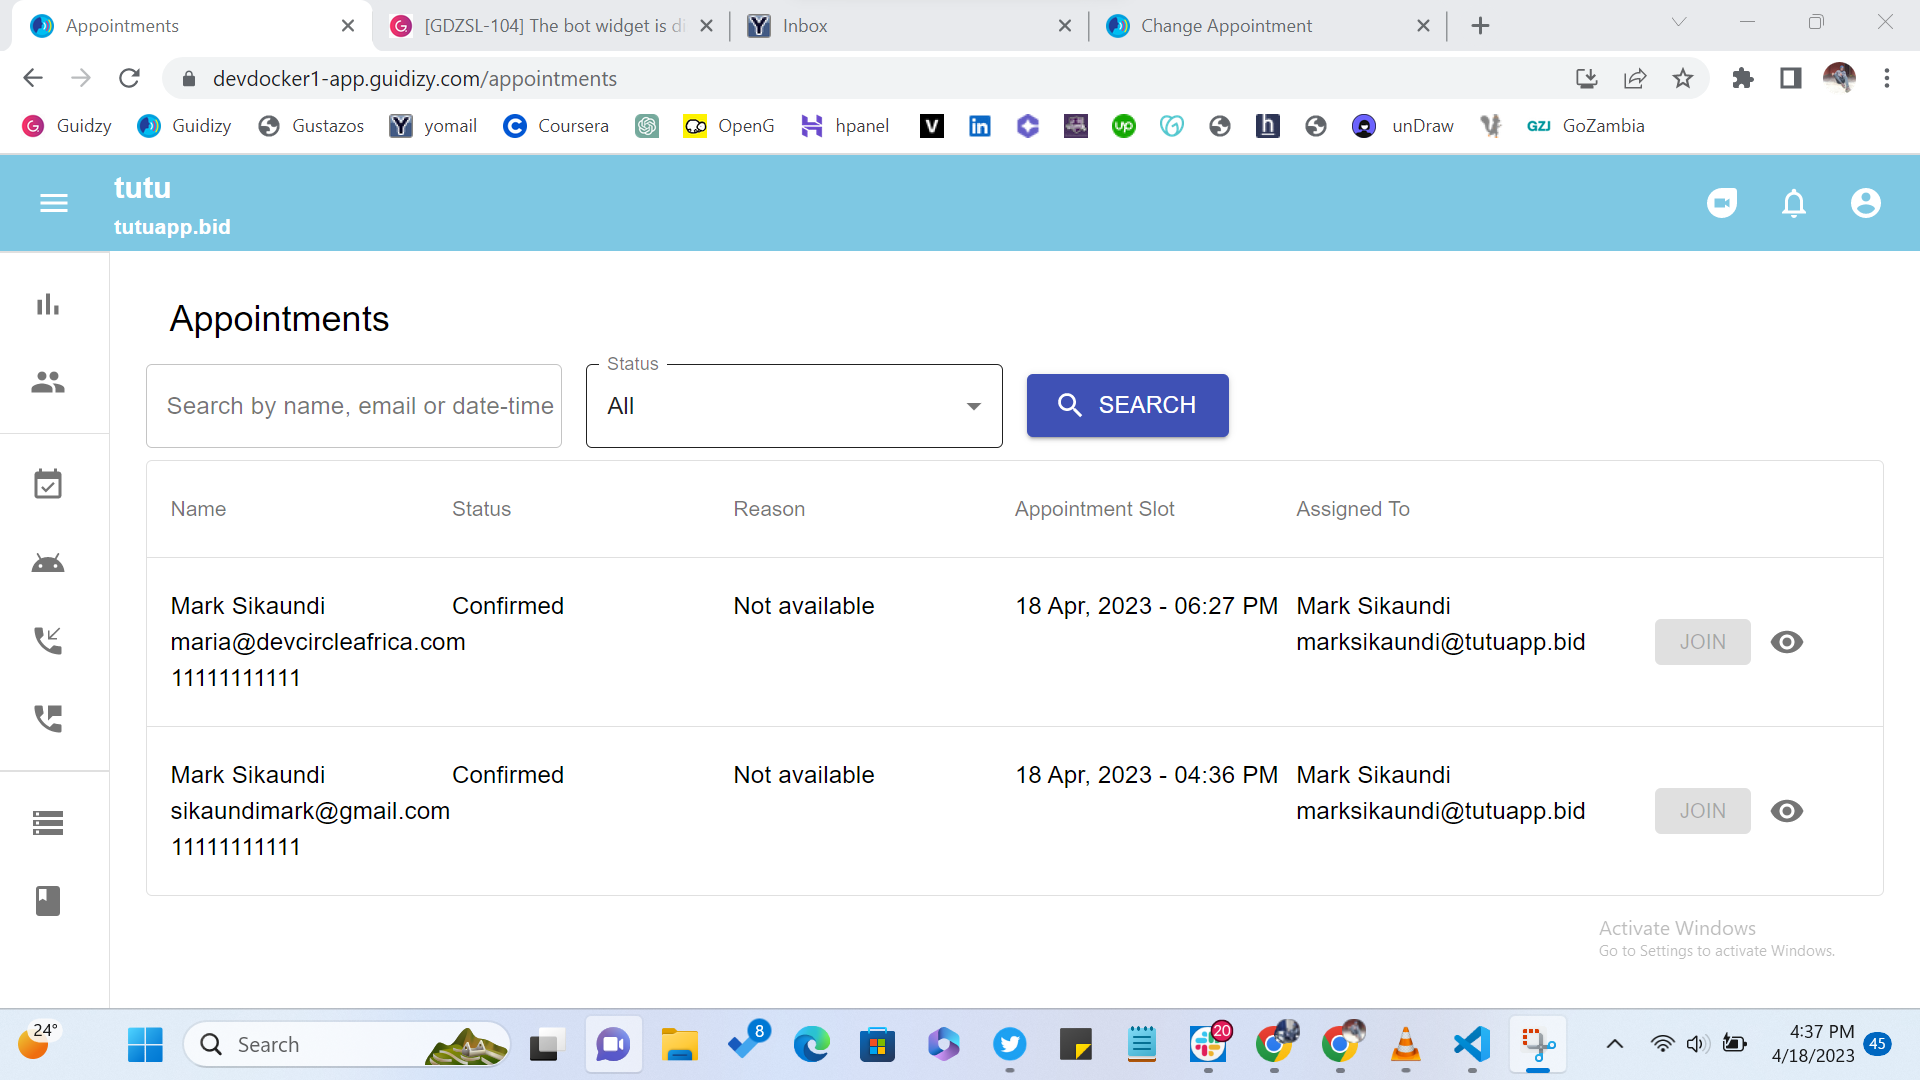 Appointments
[GDZSL-104] The bot widget is di
Inbox
Change Appointment
devdocker1-app.guidizy.com/appointments
Guidzy
Guidizy
Gustazos
yomail
Coursera
OpenG
hpanel
unDraw
GZJ GoZambia
tutu
tutuapp.bid
Appointments
Search by name, email or date-time
Status
All
SEARCH
Name
Status
Reason
Appointment Slot
Assigned To
Mark Sikaundi
maria@devcircleafrica.com
11111111111
Confirmed
Not available
18 Apr, 2023 - 06:27 PM
Mark Sikaundi
marksikaundi@tutuapp.bid
JOIN
Mark Sikaundi
sikaundimark@gmail.com
11111111111
Confirmed
Not available
18 Apr, 2023 - 04:36 PM
Mark Sikaundi
marksikaundi@tutuapp.bid
JOIN
Activate Windows
Go to Settings to activate Windows.
24°
Search
8
20
4:37 PM
4/18/2023
45